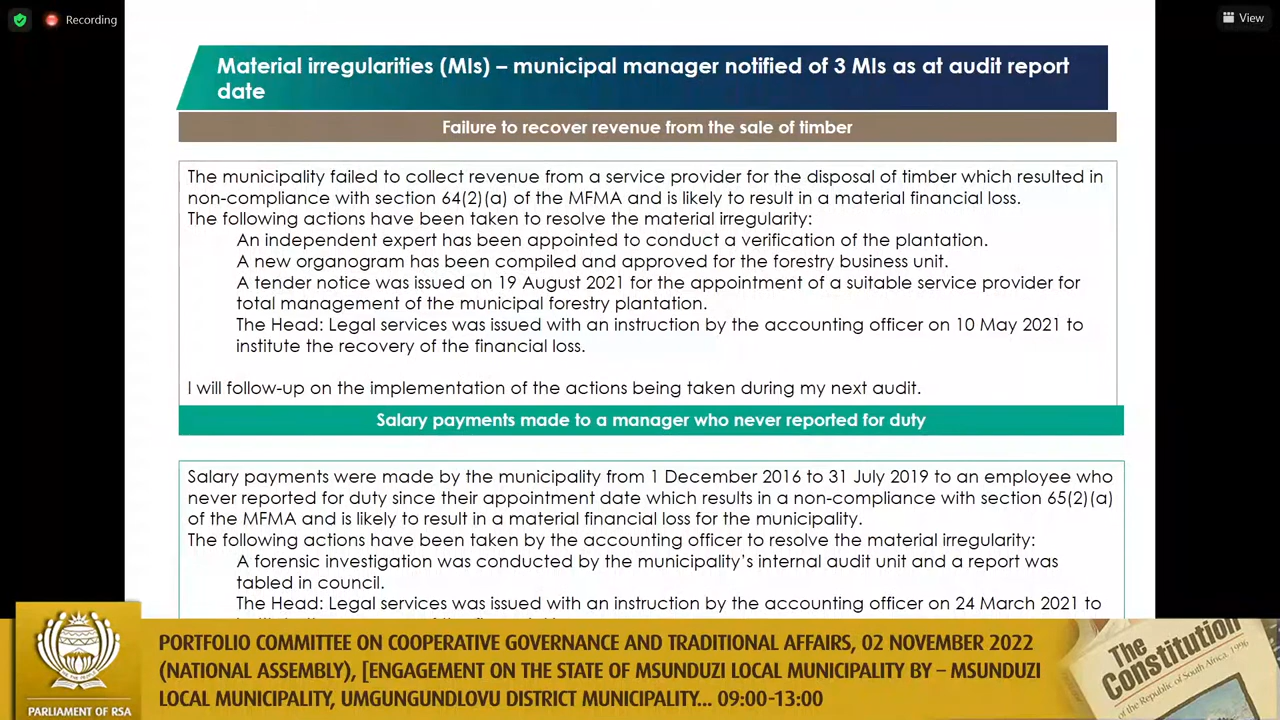 Recording
View
Material irregularities (MIs) – municipal manager notified of 3 MIs as at audit report
date
Failure to recover revenue from the sale of timber
The municipality failed to collect revenue from a service provider for the disposal of timber which resulted in
non-compliance with section 64(2)(a) of the MFMA and is likely to result in a material financial loss.
The following actions have been taken to resolve the material irregularity:
An independent expert has been appointed to conduct a verification of the plantation.
A new organogram has been compiled and approved for the forestry business unit.
A tender notice was issued on 19 August 2021 for the appointment of a suitable service provider for
total management of the municipal forestry plantation.
The Head: Legal services was issued with an instruction by the accounting officer on 10 May 2021 to
institute the recovery of the financial loss.
I will follow-up on the implementation of the actions being taken during my next audit.
Salary payments made to a manager who never reported for duty
Salary payments were made by the municipality from 1 December 2016 to 31 July 2019 to an employee who
never reported for duty since their appointment date which results in a non-compliance with section 65(2)(a)
of the MFMA and is likely to result in a material financial loss for the municipality.
The following actions have been taken by the accounting officer to resolve the material irregularity:
A forensic investigation was conducted by the municipality's internal audit unit and a report was
tabled in council.
The Head: Legal services was issued with an instruction by the accounting officer on 24 March 2021 to
PORTFOLIO COMMITTEE ON COOPERATIVE GOVERNANCE AND TRADITIONAL AFFAIRS, 02 NOVEMBER 2022
(NATIONAL ASSEMBLY), [ENGAGEMENT ON THE STATE OF MSUNDUZI LOCAL MUNICIPALITY BY – MSUNDUZI
LOCAL MUNICIPALITY, UMGUNGUNDLOVU DISTRICT MUNICIPALITY... 09:00-13:00
PARLIAMENT OF RSA
The
Constitution
of the Republic of South Africa, 1996